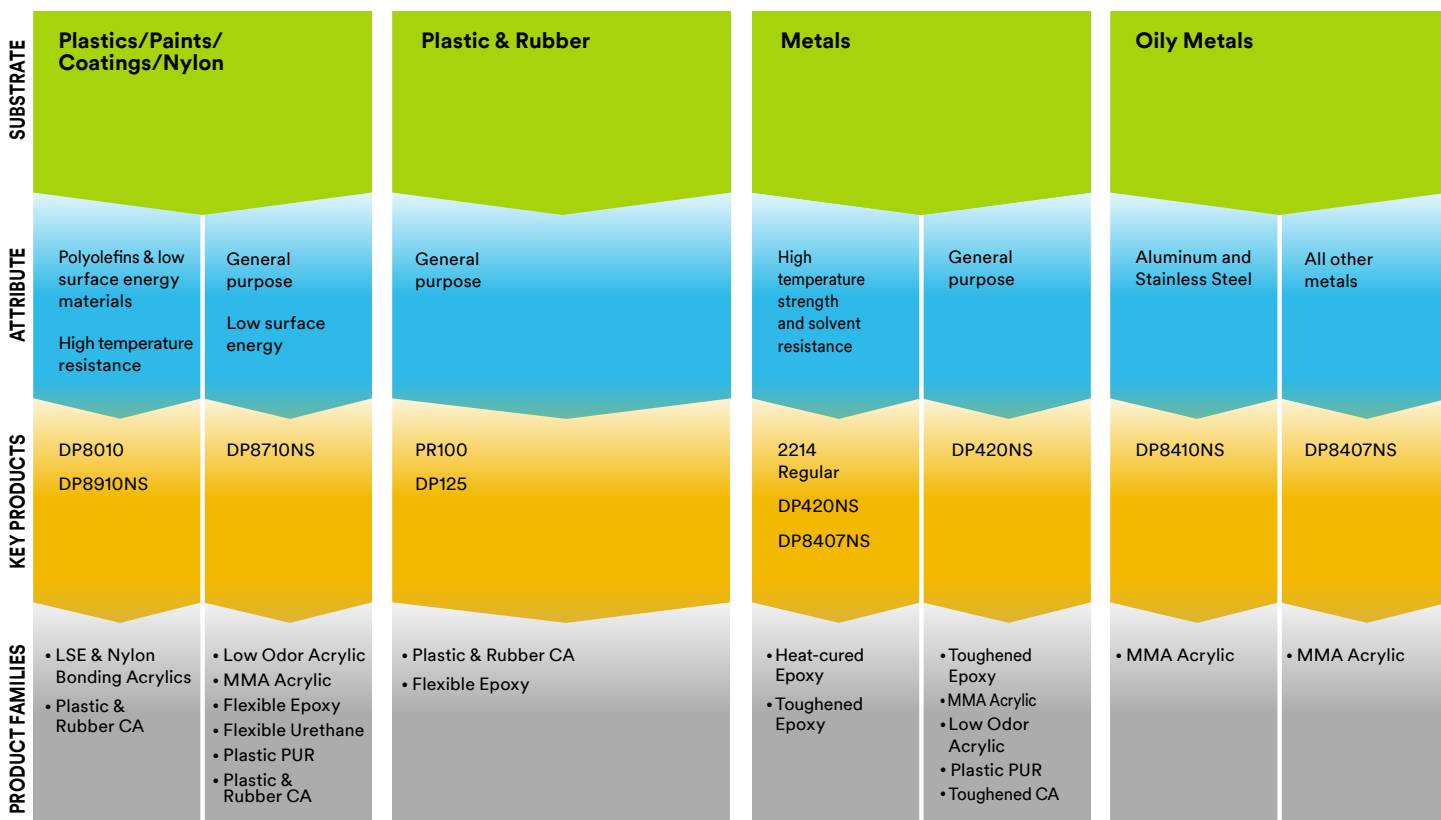 SUBSTRATE
Plastics/Paints/
Coatings/Nylon
Plastic & Rubber
Metals
Oily Metals
ATTRIBUTE
Polyolefins & low
surface energy
materials
High temperature
resistance
General
purpose
Low surface
energy
General
purpose
High
temperature
strength
and solvent
resistance
General
purpose
Aluminum and
Stainless Steel
All other
metals
KEY PRODUCTS
DP8010
DP8910NS
DP8710NS
PR100
DP125
2214
Regular
DP420NS
DP8407NS
DP420NS
DP8410NS
DP8407NS
PRODUCT FAMILIES
• LSE & Nylon
Bonding Acrylics
• Plastic &
Rubber CA
• Low Odor Acrylic
• MMA Acrylic
• Flexible Epoxy
• Flexible Urethane
• Plastic PUR
• Plastic &
Rubber CA
• Plastic & Rubber CA
• Flexible Epoxy
• Heat-cured
Epoxy
• Toughened
Epoxy
• Toughened
Epoxy
• MMA Acrylic
• Low Odor
Acrylic
• Plastic PUR
• Toughened CA
• MMA Acrylic
• MMA Acrylic